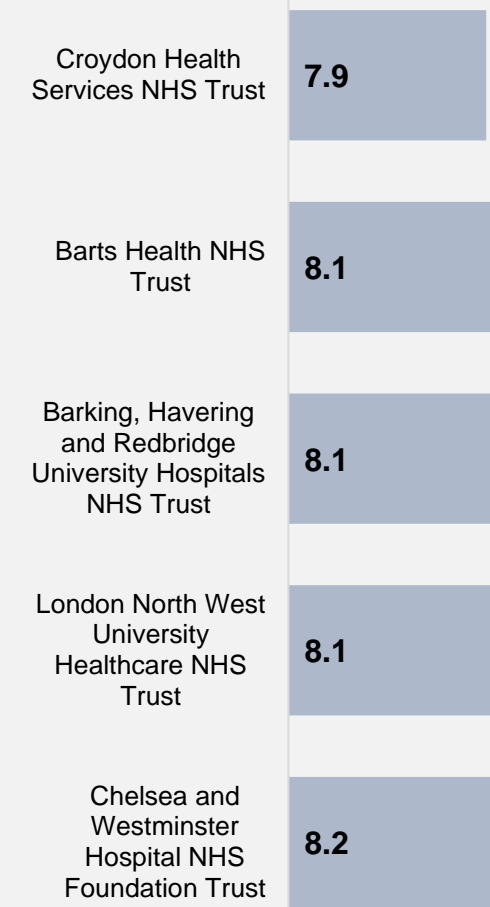 Croydon Health
Services NHS Trust
7.9
Barts Health NHS
Trust
8.1
Barking, Havering
and Redbridge
University Hospitals
NHS Trust
8.1
London North West
University
Healthcare NHS
Trust
8.1
Chelsea and
Westminster
Hospital NHS
Foundation Trust
8.2